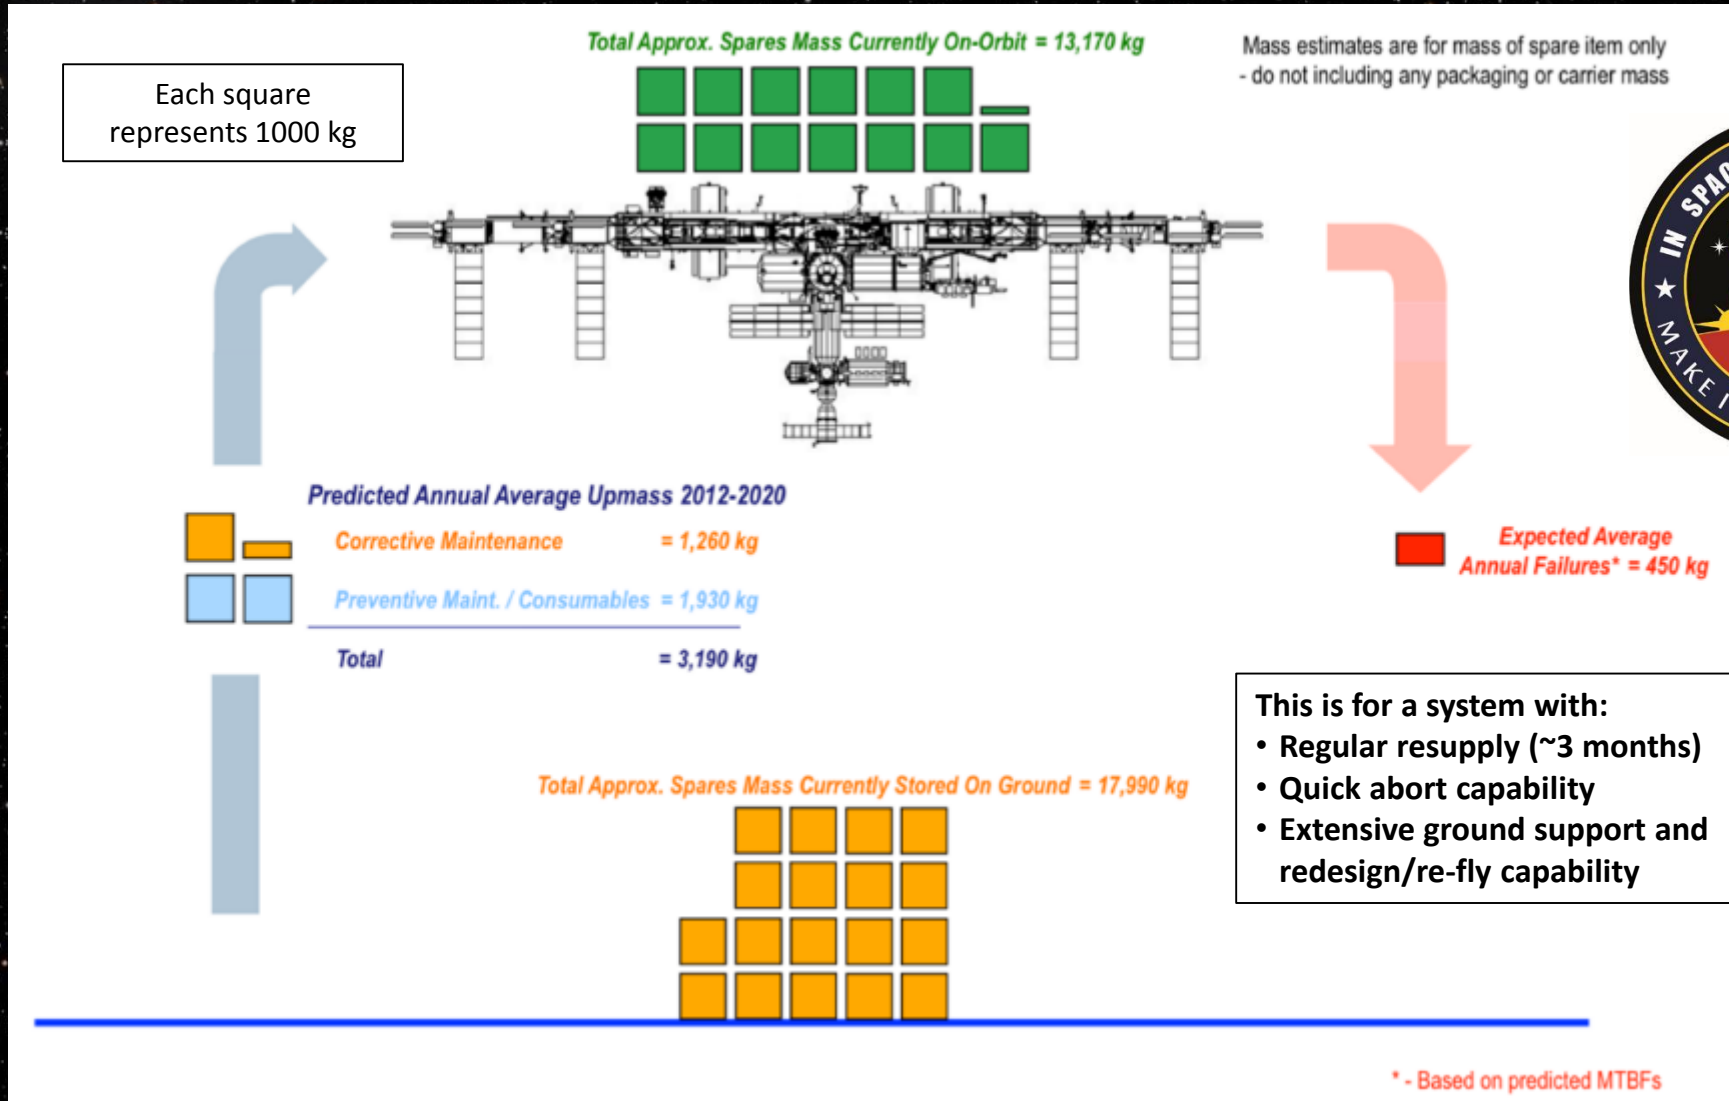 Total Approx. Spares Mass Currently On-Orbit = 13,170 kg
Mass estimates are for mass of spare item only
- do not including any packaging or carrier mass
Each square
represents 1000 kg
IN SPAC
MAKE I
Predicted Annual Average Upmass 2012-2020
Corrective Maintenance = 1,260 kg
Preventive Maint. / Consumables = 1,930 kg
Total = 3,190 kg
Expected Average
Annual Failures* = 450 kg
This is for a system with:
• Regular resupply (~3 months)
• Quick abort capability
• Extensive ground support and
redesign/re-fly capability
Total Approx. Spares Mass Currently Stored On Ground = 17,990 kg
* - Based on predicted MTBFs